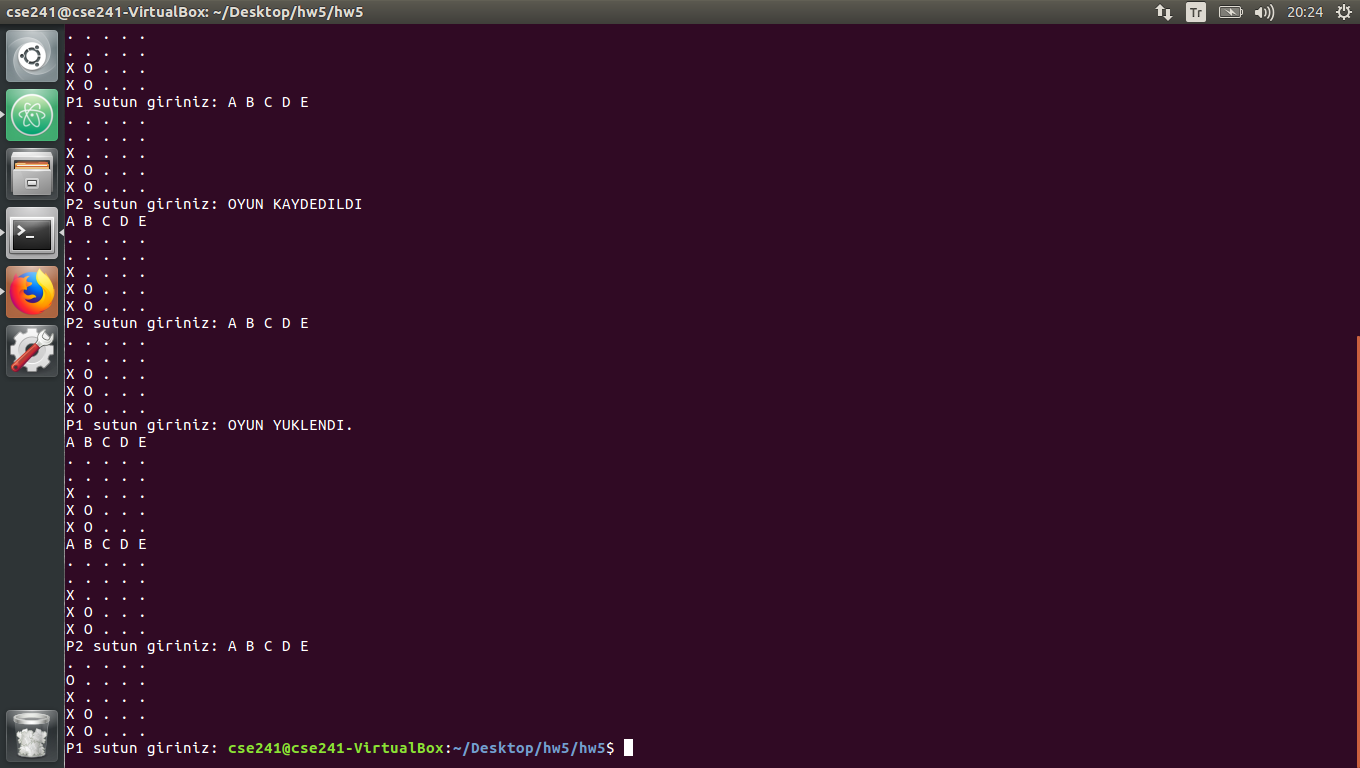 cse241@cse241-VirtualBox: ~/Desktop/hw5/hw5
Tr
20:24
. . . . .
. . . . .
X O . . .
X O . . .
P1 sutun giriniz: A B C D E
. . . . .
. . . . .
X . . . .
X O . . .
X O . . .
P2 sutun giriniz: OYUN KAYDEDILDI
A B C D E
. . . . .
. . . . .
X . . . .
X O . . .
X O . . .
P2 sutun giriniz: A B C D E
. . . . .
. . . . .
X O . . .
X O . . .
X O . . .
P1 sutun giriniz: OYUN YUKLENDI.
A B C D E
. . . . .
. . . . .
X . . . .
X O . . .
X O . . .
A B C D E
. . . . .
. . . . .
X . . . .
X O . . .
X O . . .
P2 sutun giriniz: A B C D E
. . . . .
O . . . .
X . . . .
X O . . .
X O . . .
P1 sutun giriniz: cse241@cse241-VirtualBox:~/Desktop/hw5/hw5$